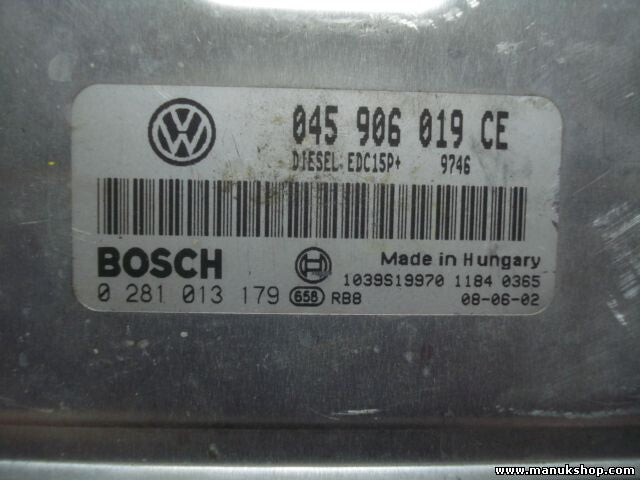 045 906 019 CE
DIESEL EDC15P+ 9746
BOSCH Made in Hungary
1039S19970 1184 0365
0 281 013 179 658 RB8 08-06-02
www.manukshop.com